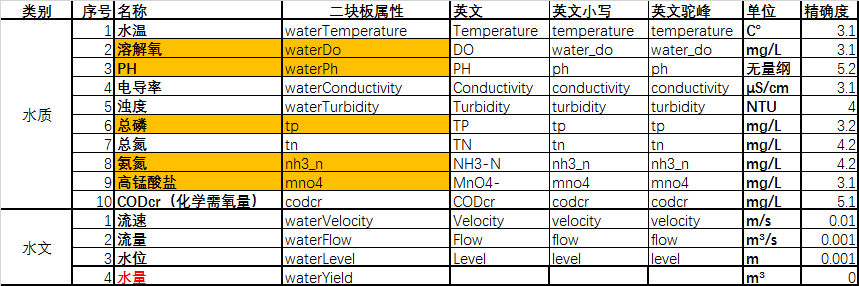 类别 序号 名称 二块板属性 英文 英文小写 英文驼峰 单位 精确度
水质
1 水温 waterTemperature Temperature temperature temperature C° 3.1
2 溶解氧 waterDo DO water_do water_do mg/L 3.1
3 PH waterPh PH ph ph 无量纲 5.2
4 电导率 waterConductivity Conductivity conductivity conductivity μS/cm 3.1
5 浊度 waterTurbidity Turbidity turbidity turbidity NTU 4
6 总磷 tp TP tp tp mg/L 3.2
7 总氮 tn TN tn tn mg/L 4.2
8 氨氮 nh3_n NH3-N nh3_n nh3_n mg/L 4.2
9 高锰酸盐 mno4 MnO4- mno4 mno4 mg/L 3.1
10 CODcr（化学需氧量） codcr CODcr codcr codcr mg/L 5.1
水文
1 流速 waterVelocity Velocity velocity velocity m/s 0.01
2 流量 waterFlow Flow flow flow m³/s 0.001
3 水位 waterLevel Level level level m 0.001
4 水量 waterYield m³ 0